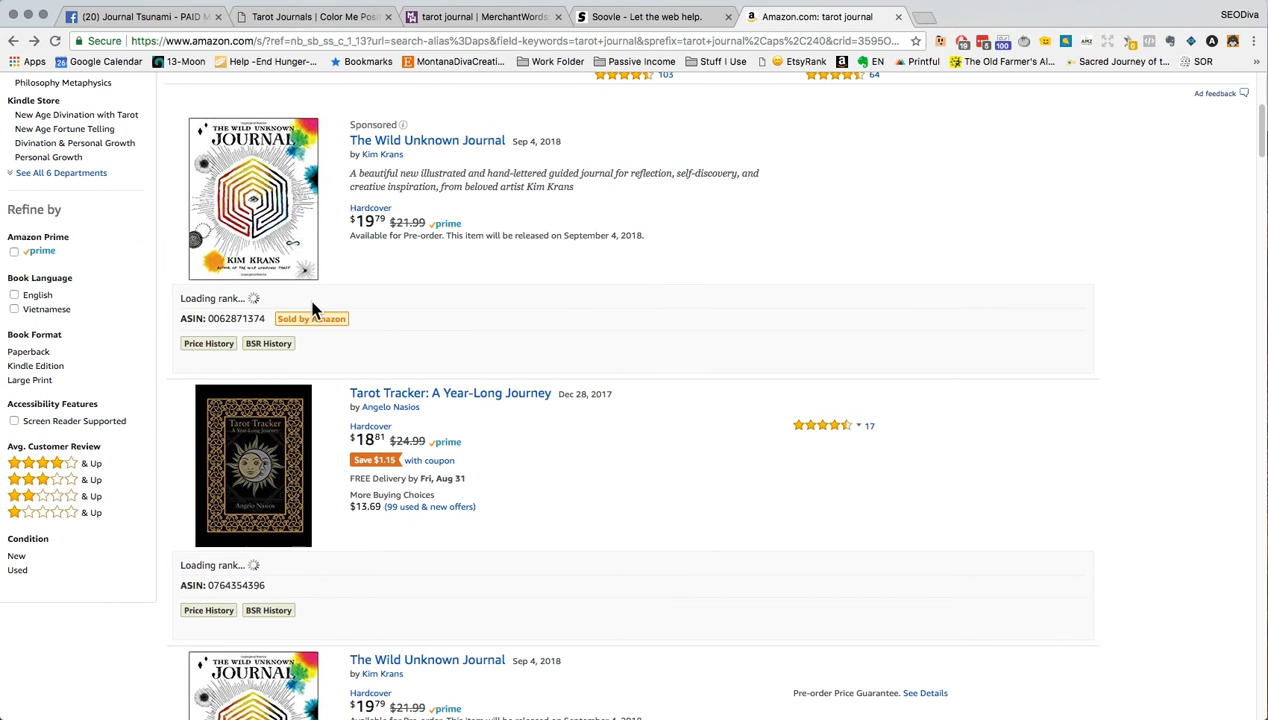 (20) Journal Tsunami - PAID M
Tarot Journals | Color Me Posi
tarot journal | MerchantWords
Soovle - Let the web help.
Amazon.com: tarot journal
SEODiva
Secure
https://www.amazon.com/s/?ref=nb_sb_ss_c_1_13?url=search-alias%3Daps&field-keywords=tarot+journal&sprefix=tarot+journal%2Caps%2C240&crid=3595O...
Apps
Google Calendar
13-Moon
Help -End Hunger-...
Bookmarks
MontanaDivaCreati...
Work Folder
Passive Income
Stuff I Use
EtsyRank
EN
Printful
The Old Farmer's Al...
Sacred Journey of t...
SOR
»
Philosophy Metaphysics
Kindle Store
New Age Divination with Tarot
New Age Fortune Telling
Divination & Personal Growth
Personal Growth
See All 6 Departments
Refine by
Amazon Prime
prime
Book Language
English
Vietnamese
Book Format
Paperback
Kindle Edition
Large Print
Accessibility Features
Screen Reader Supported
Avg. Customer Review
& Up
& Up
& Up
& Up
Condition
New
Used
103
64
Ad feedback
THE WILD UNKNOWN
JOURNAL
KIM KRANS
Sponsored
The Wild Unknown Journal Sep 4, 2018
by Kim Krans
A beautiful new illustrated and hand-lettered guided journal for reflection, self-discovery, and
creative inspiration, from beloved artist Kim Krans
Hardcover
$19 79 $21.99 prime
Available for Pre-order. This item will be released on September 4, 2018.
Loading rank...
ASIN: 0062871374 Sold by Amazon
Price History BSR History
Tarot Tracker
A Year-Long Journey
Angelo Nasios
Tarot Tracker: A Year-Long Journey Dec 28, 2017
by Angelo Nasios
Hardcover
$18 81 $24.99 prime
Save $1.15 with coupon
FREE Delivery by Fri, Aug 31
More Buying Choices
$13.69 (99 used & new offers)
17
Loading rank...
ASIN: 0764354396
Price History BSR History
THE WILD UNKNOWN
JOURNAL
The Wild Unknown Journal Sep 4, 2018
by Kim Krans
Hardcover
$19 79 $21.99 prime
Pre-order Price Guarantee. See Details